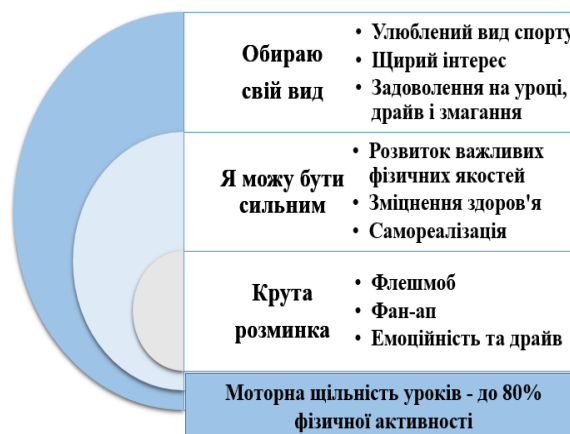 Обираю
свій вид
• Улюблений вид спорту
• Щирий інтерес
• Задоволення на уроці,
драйв і змагання
Я можу бути
сильним
• Розвиток важливих
фізичних якостей
• Зміцнення здоров'я
• Самореалізація
Крута
розминка
• Флешмоб
• Фан-ап
• Емоційність та драйв
Моторна щільність уроків - до 80%
фізичної активності